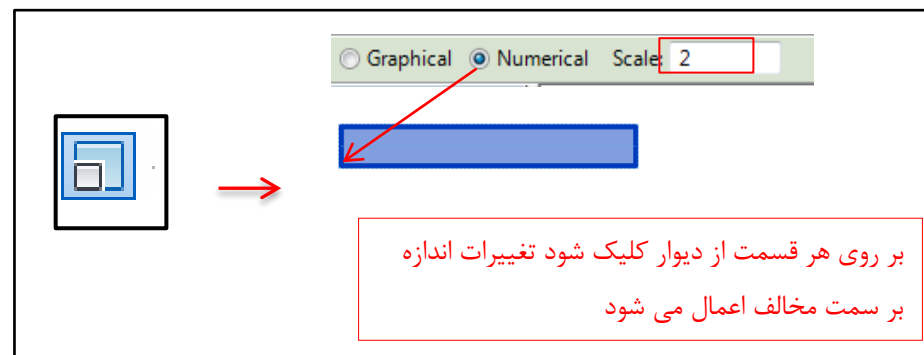 Graphical Numerical Scale: 2
بر روی هر قسمت از دیوار کلیک شود تغییرات اندازه
بر سمت مخالف اعمال می شود